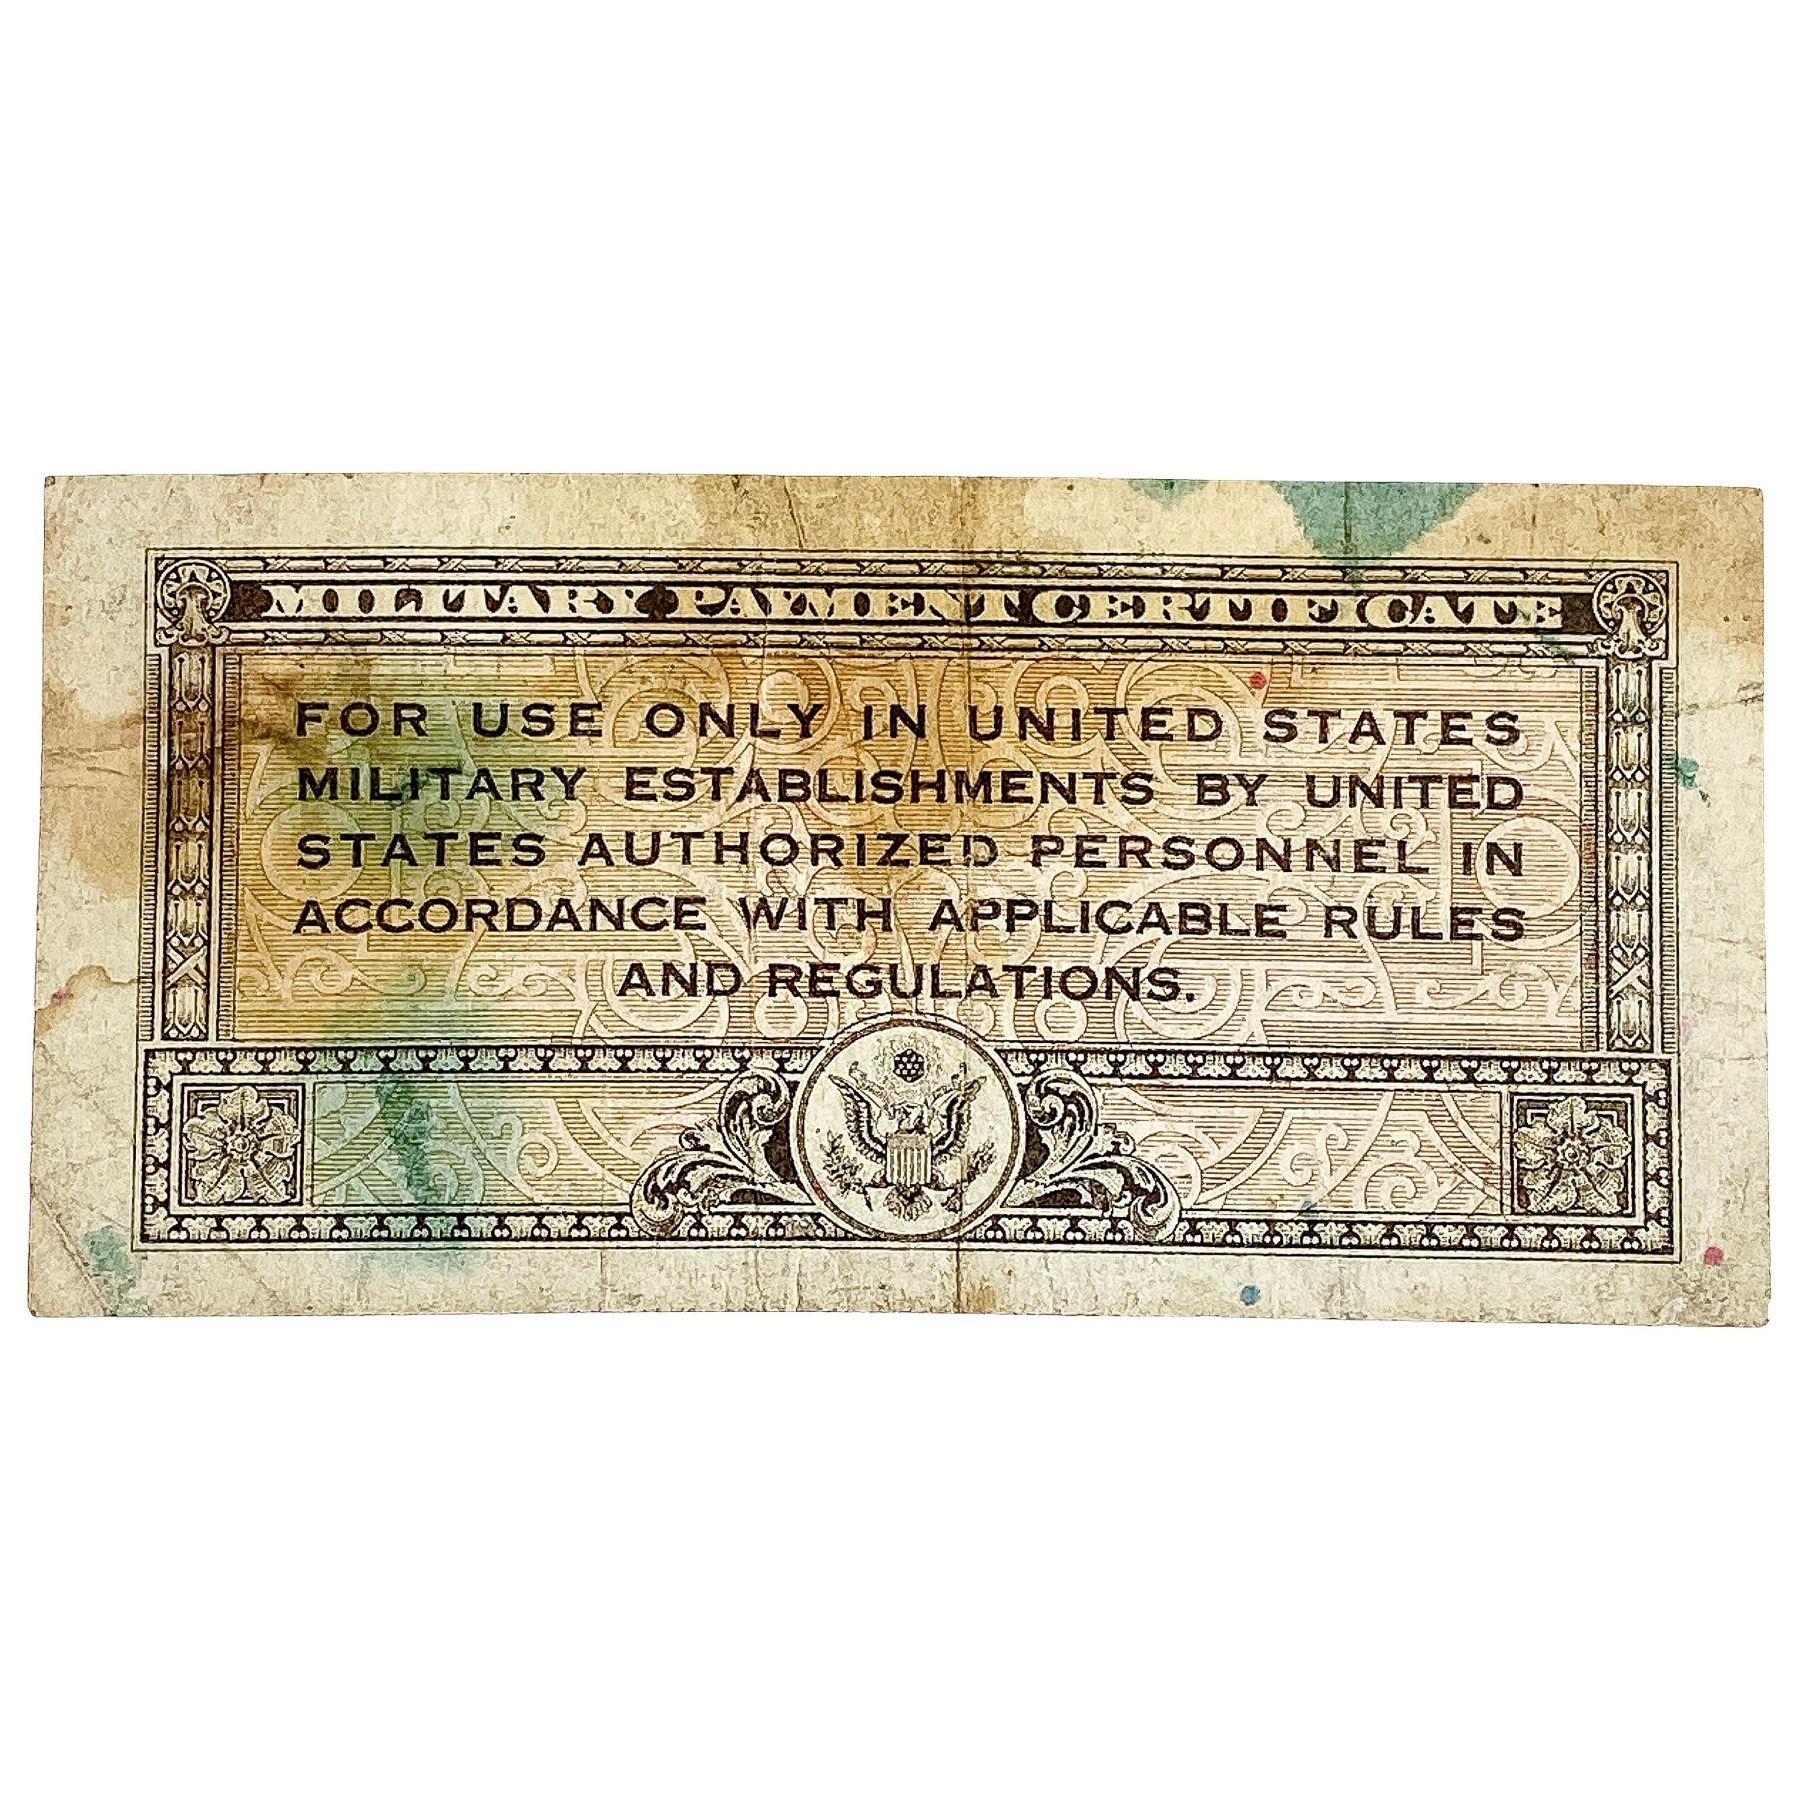 MILITARY PAYMENT CERTIFICATE
FOR USE ONLY IN UNITED STATES
MILITARY ESTABLISHMENTS BY UNITED
STATES AUTHORIZED PERSONNEL IN
ACCORDANCE WITH APPLICABLE RULES
AND REGULATIONS.